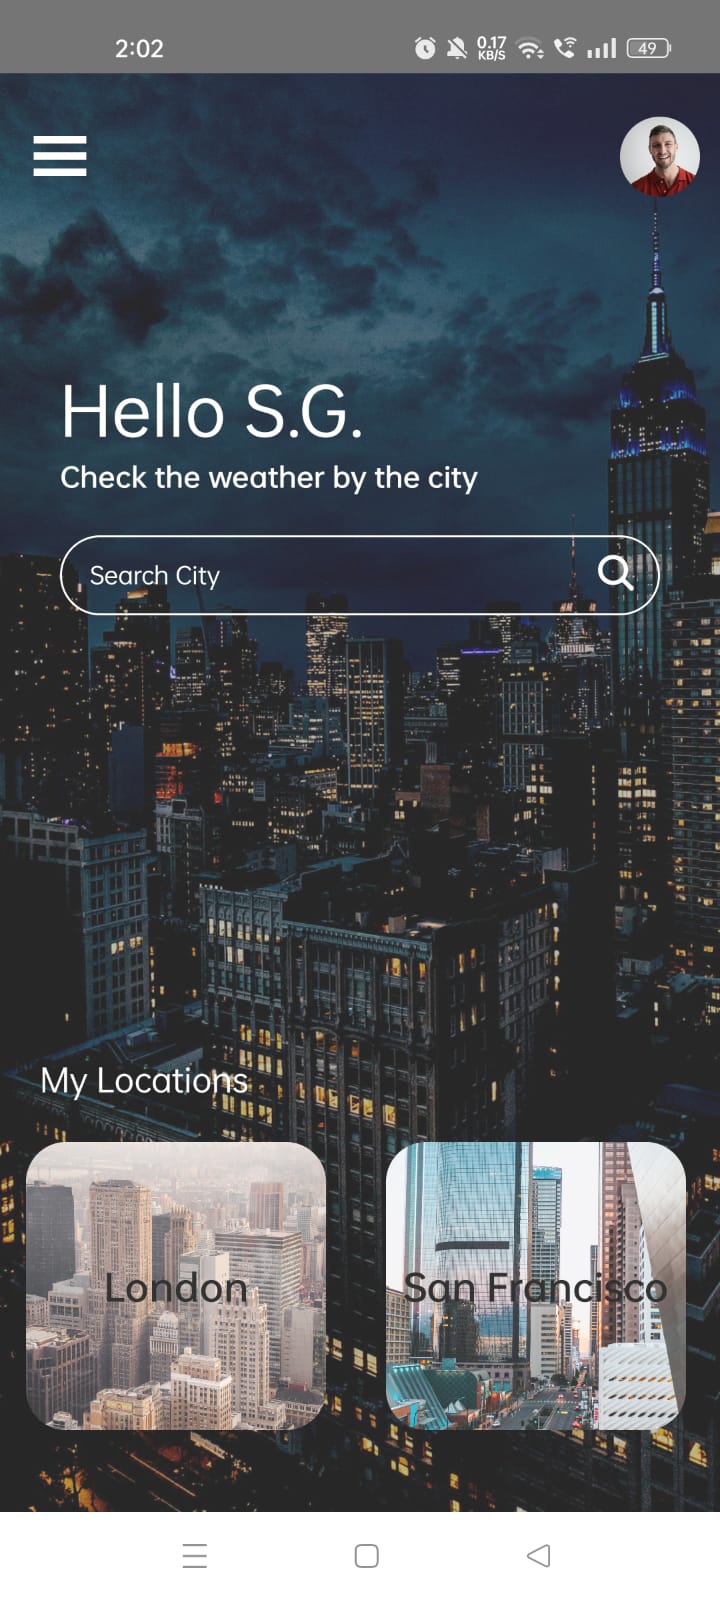 2:02
0.17
KB/S
49
Hello S.G.
Check the weather by the city
Search City
My Locations
London
San Francisco